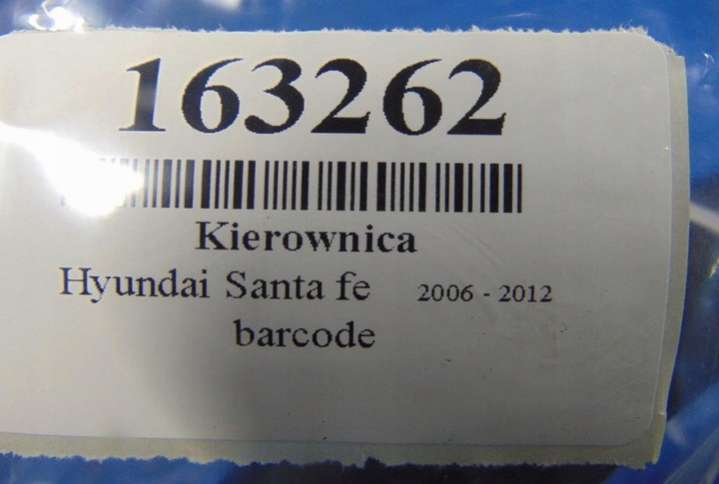 163262
Kierownica
Hyundai Santa fe 2006 - 2012
barcode